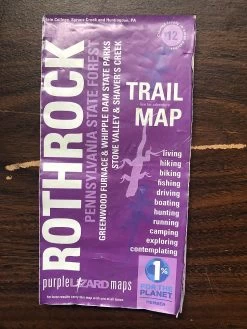 State College, Spruce Creek and Huntingdon, PA
12
ROTHROCK
PENNSYLVANIA STATE FOREST
GREENWOOD FURNACE & WHIPPLE DAM STATE PARKS
STONE VALLEY & SHAVER'S CREEK
TRAIL
MAP
living
hiking
biking
fishing
driving
boating
hunting
running
camping
exploring
contemplating
1%
FOR THE
PLANET
MEMBER
purpleLIZARD maps